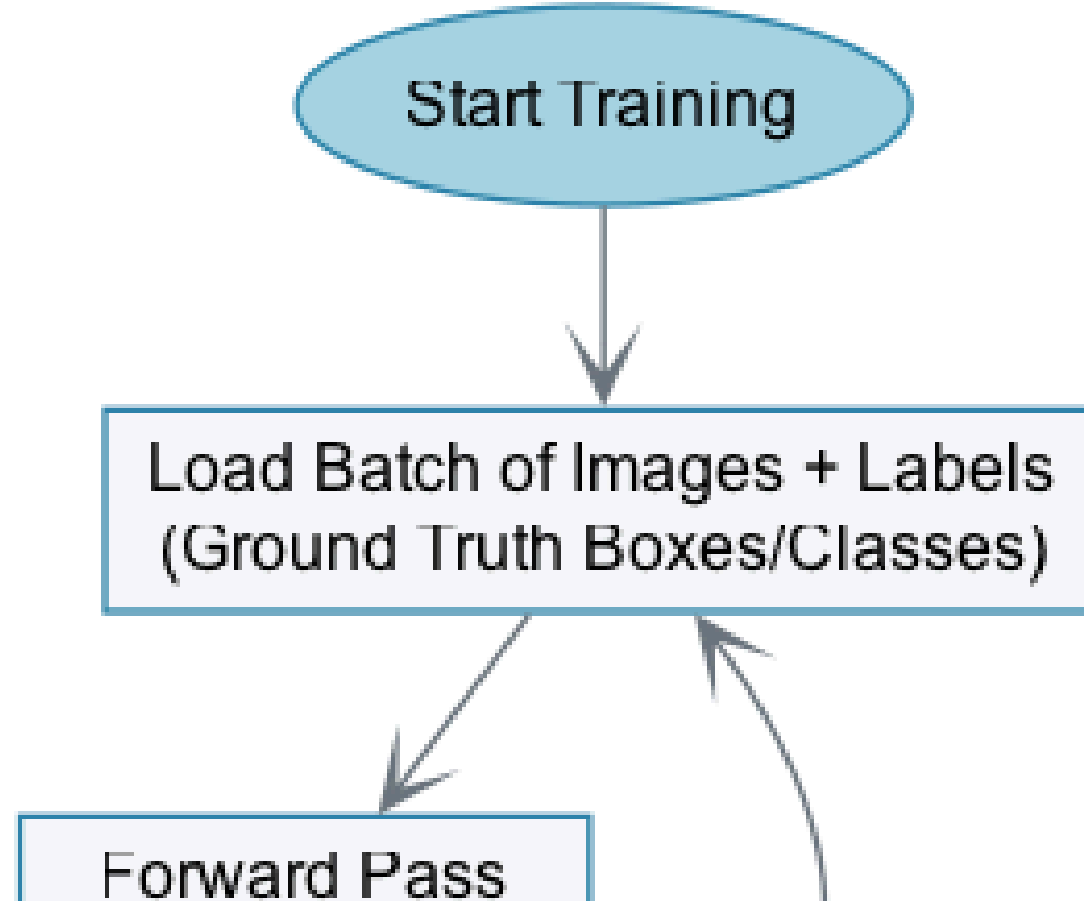 Start Training
Load Batch of Images + Labels
(Ground Truth Boxes/Classes)
Forward Pass